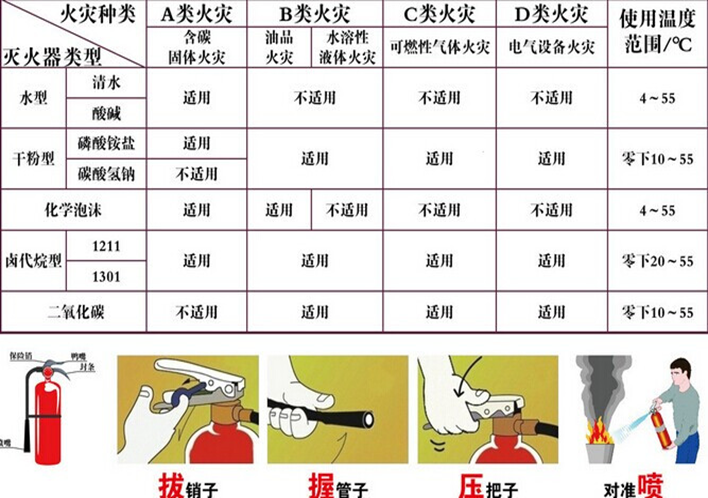 火灾种类 A类火灾 B类火灾 C类火灾 D类火灾 使用温度范围/℃
灭火器类型 含碳固体火灾 油品火灾 水溶性液体火灾 可燃性气体火灾 电气设备火灾
水型 清水 适用 不适用 不适用 不适用 4~55
酸碱
干粉型 磷酸铵盐 适用 适用 适用 适用 零下10~55
碳酸氢钠 不适用
化学泡沫 适用 适用 不适用 不适用 不适用 4~55
卤代烷型 1211 适用 适用 适用 适用 零下20~55
1301
二氧化碳 不适用 适用 适用 适用 零下10~55
保险销 鸭嘴
封条
拔销子 握管子 压把子 对准喷